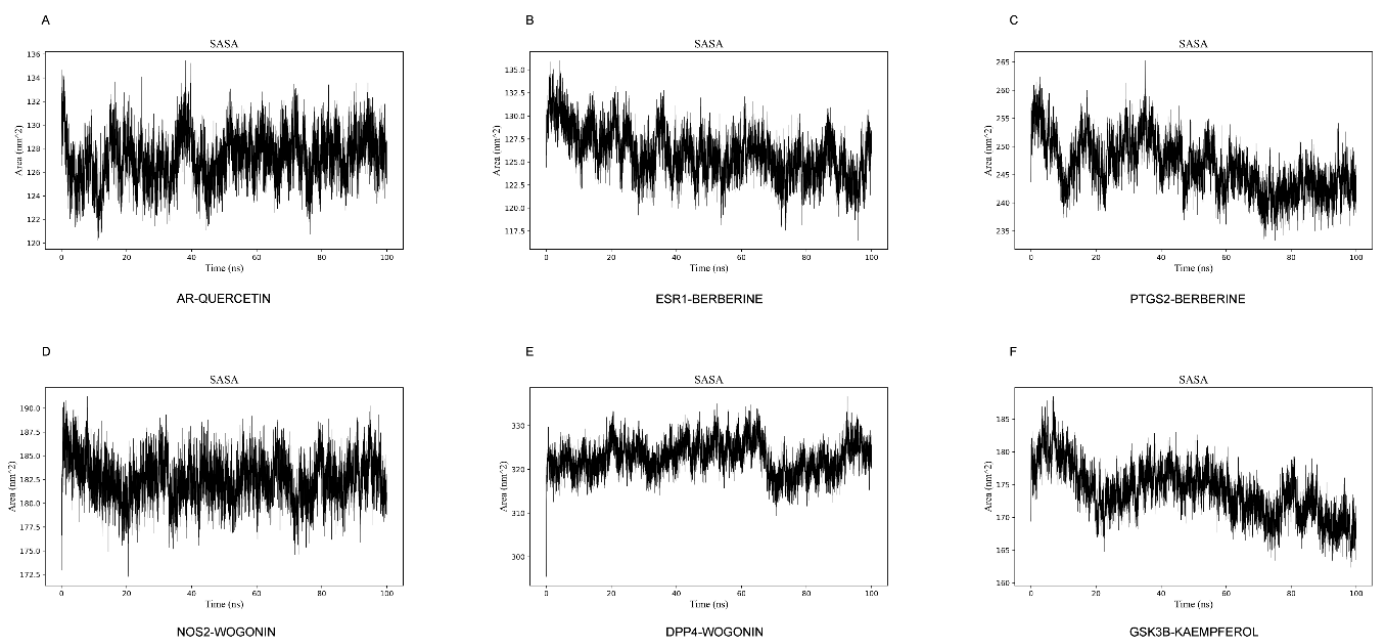 A
SASA
136
134
132
130
128
126
124
122
120
Area (nm^2)
0 20 40 60 80 100
Time (ns)
AR-QUERCETIN
B
SASA
135.0
132.5
130.0
127.5
125.0
122.5
120.0
117.5
Area (nm^2)
0 20 40 60 80 100
Time (ns)
ESR1-BERBERINE
C
SASA
265
260
255
250
245
240
235
Area (nm^2)
0 20 40 60 80 100
Time (ns)
PTGS2-BERBERINE
D
SASA
190.0
187.5
185.0
182.5
180.0
177.5
175.0
172.5
Area (nm^2)
0 20 40 60 80 100
Time (ns)
NOS2-WOGONIN
E
SASA
330
320
310
300
Area (nm^2)
0 20 40 60 80 100
Time (ns)
DPP4-WOGONIN
F
SASA
185
180
175
170
165
160
Area (nm^2)
0 20 40 60 80 100
Time (ns)
GSK3B-KAEMPFEROL